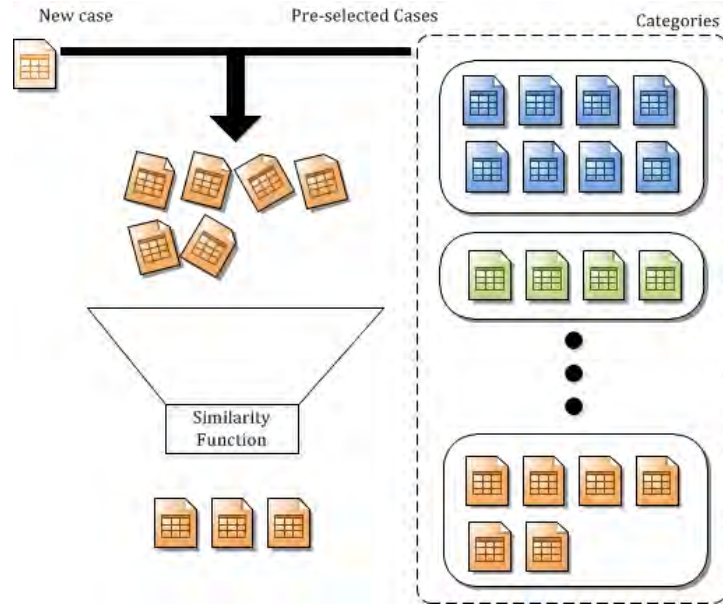 New case
Pre-selected Cases
Categories
Similarity
Function